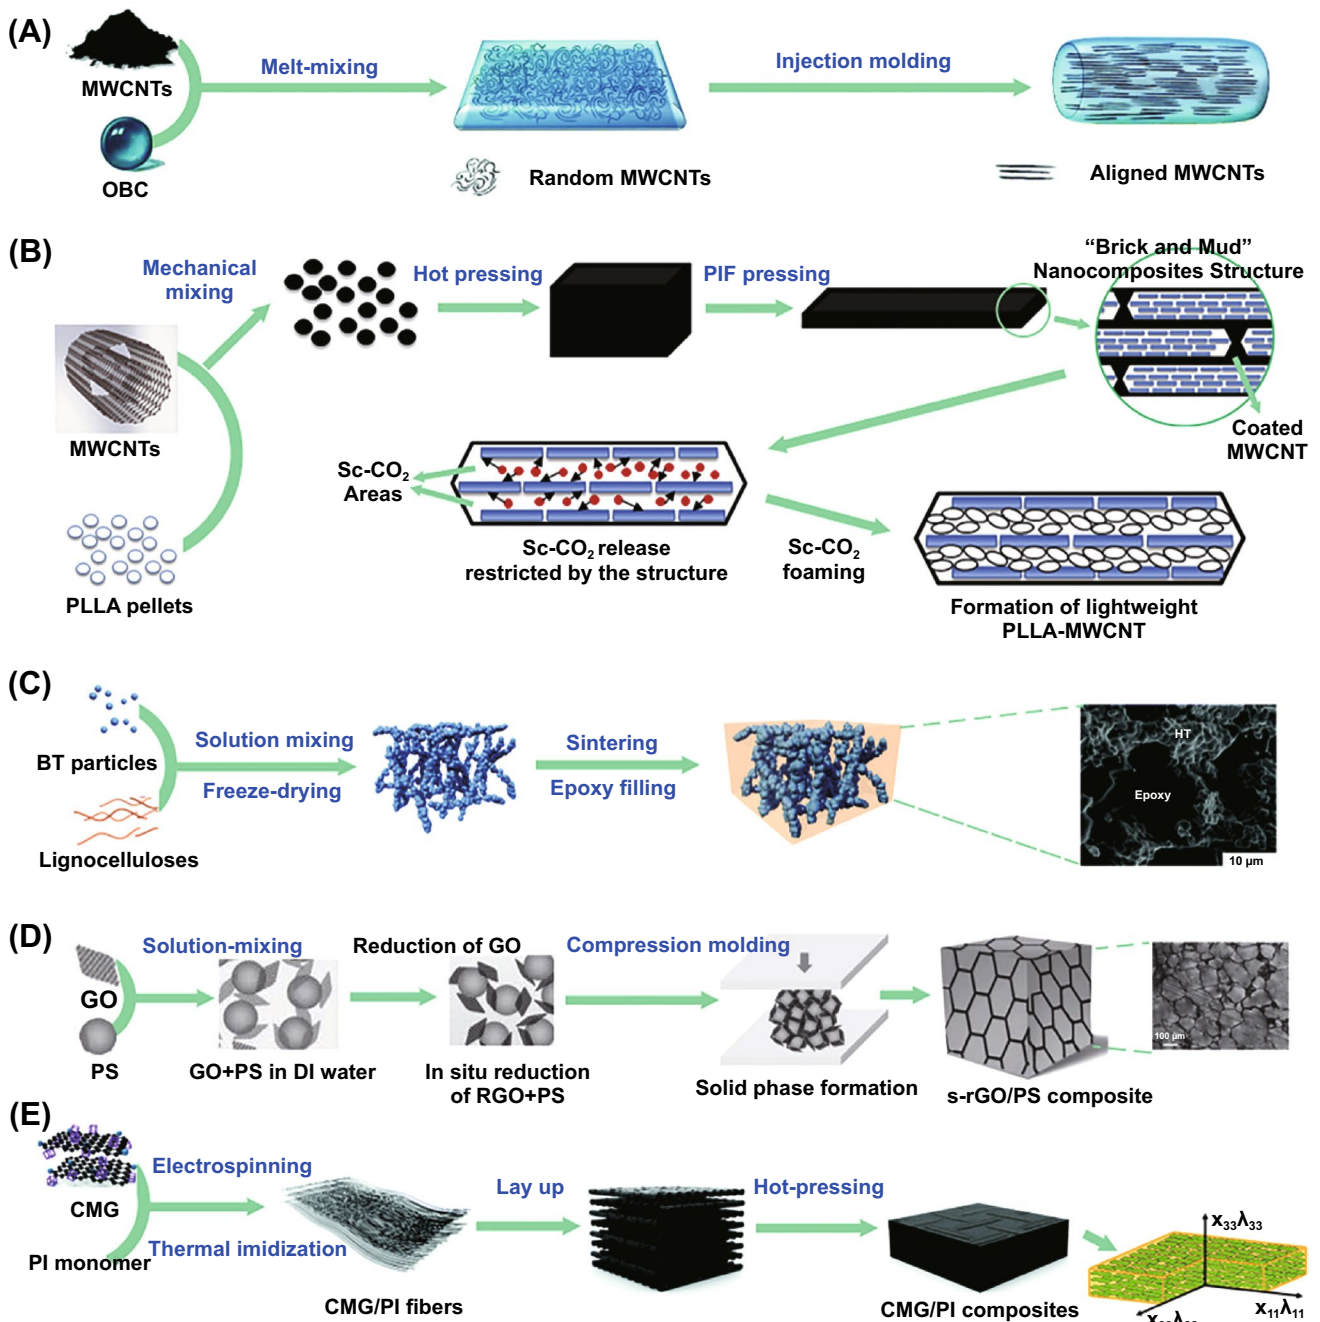 (A)
MWCNTs
OBC
Melt-mixing
Random MWCNTs
Injection molding
Aligned MWCNTs
(B)
MWCNTs
PLLA pellets
Mechanical
mixing
Hot pressing
PIF pressing
“Brick and Mud”
Nanocomposites Structure
Coated
MWCNT
Sc-CO₂
Areas
Sc-CO₂ release
restricted by the structure
Sc-CO₂
foaming
Formation of lightweight
PLLA-MWCNT
(C)
BT particles
Lignocelluloses
Solution mixing
Freeze-drying
Sintering
Epoxy filling
HT
Epoxy
10 μm
(D)
GO
PS
Solution-mixing
GO+PS in DI water
Reduction of GO
In situ reduction
of RGO+PS
Compression molding
Solid phase formation
s-rGO/PS composite
100 μm
(E)
CMG
PI monomer
Electrospinning
Thermal imidization
CMG/PI fibers
Lay up
Hot-pressing
CMG/PI composites
x₃₃λ₃₃
x₁₁λ₁₁